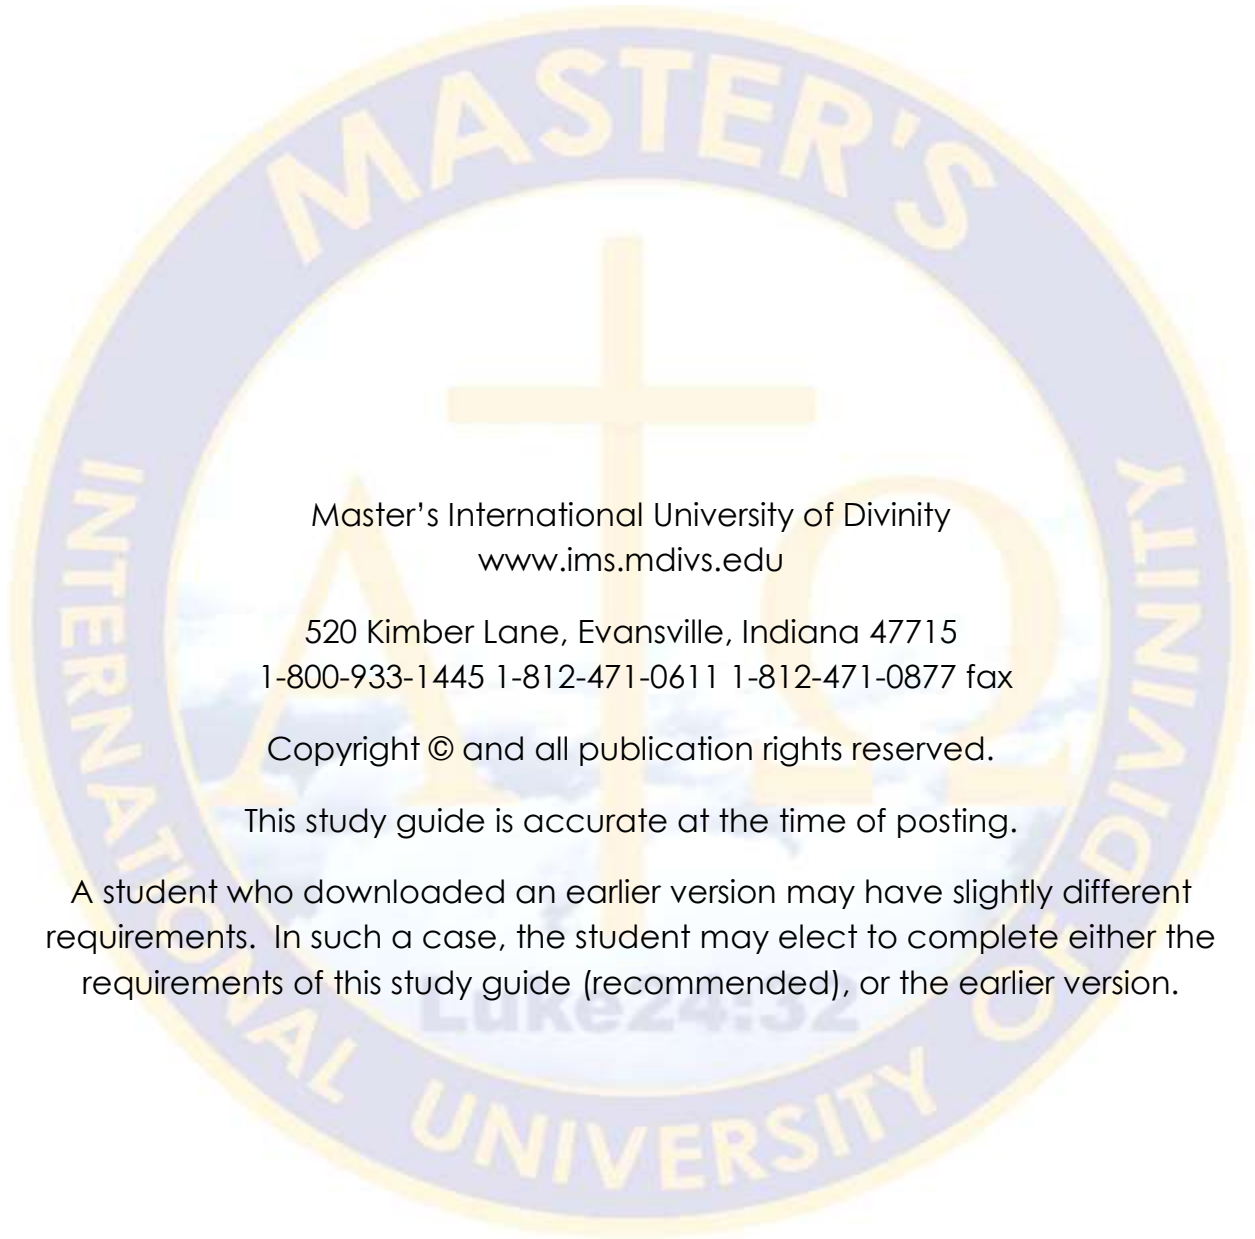 MASTER'S
INTERNATIONAL UNIVERSITY OF DIVINITY
Α Ω
Master’s International University of Divinity
www.ims.mdivs.edu
520 Kimber Lane, Evansville, Indiana 47715
1-800-933-1445 1-812-471-0611 1-812-471-0877 fax
Copyright © and all publication rights reserved.
This study guide is accurate at the time of posting.
A student who downloaded an earlier version may have slightly different
requirements.  In such a case, the student may elect to complete either the
requirements of this study guide (recommended), or the earlier version.
Luke24:32